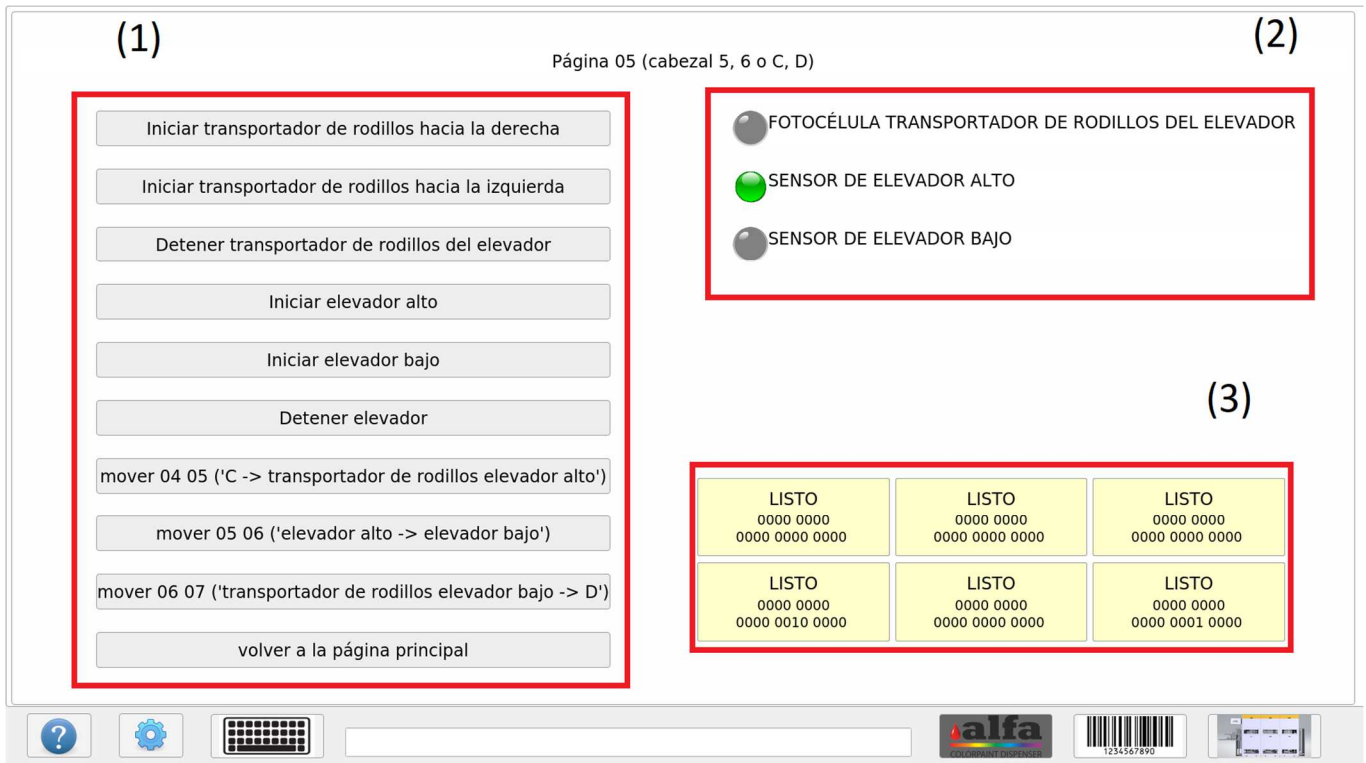 (1)
(2)
Página 05 (cabezal 5, 6 o C, D)
Iniciar transportador de rodillos hacia la derecha
Iniciar transportador de rodillos hacia la izquierda
Detener transportador de rodillos del elevador
Iniciar elevador alto
Iniciar elevador bajo
Detener elevador
mover 04 05 ('C -> transportador de rodillos elevador alto')
mover 05 06 ('elevador alto -> elevador bajo')
mover 06 07 ('transportador de rodillos elevador bajo -> D')
volver a la página principal
FOTOCÉLULA TRANSPORTADOR DE RODILLOS DEL ELEVADOR
SENSOR DE ELEVADOR ALTO
SENSOR DE ELEVADOR BAJO
(3)
LISTO
0000 0000
0000 0000 0000
LISTO
0000 0000
0000 0000 0000
LISTO
0000 0000
0000 0000 0000
LISTO
0000 0000
0000 0010 0000
LISTO
0000 0000
0000 0000 0000
LISTO
0000 0000
0000 0001 0000
?
alfa
COLORPAINT DISPENSER
1234567890